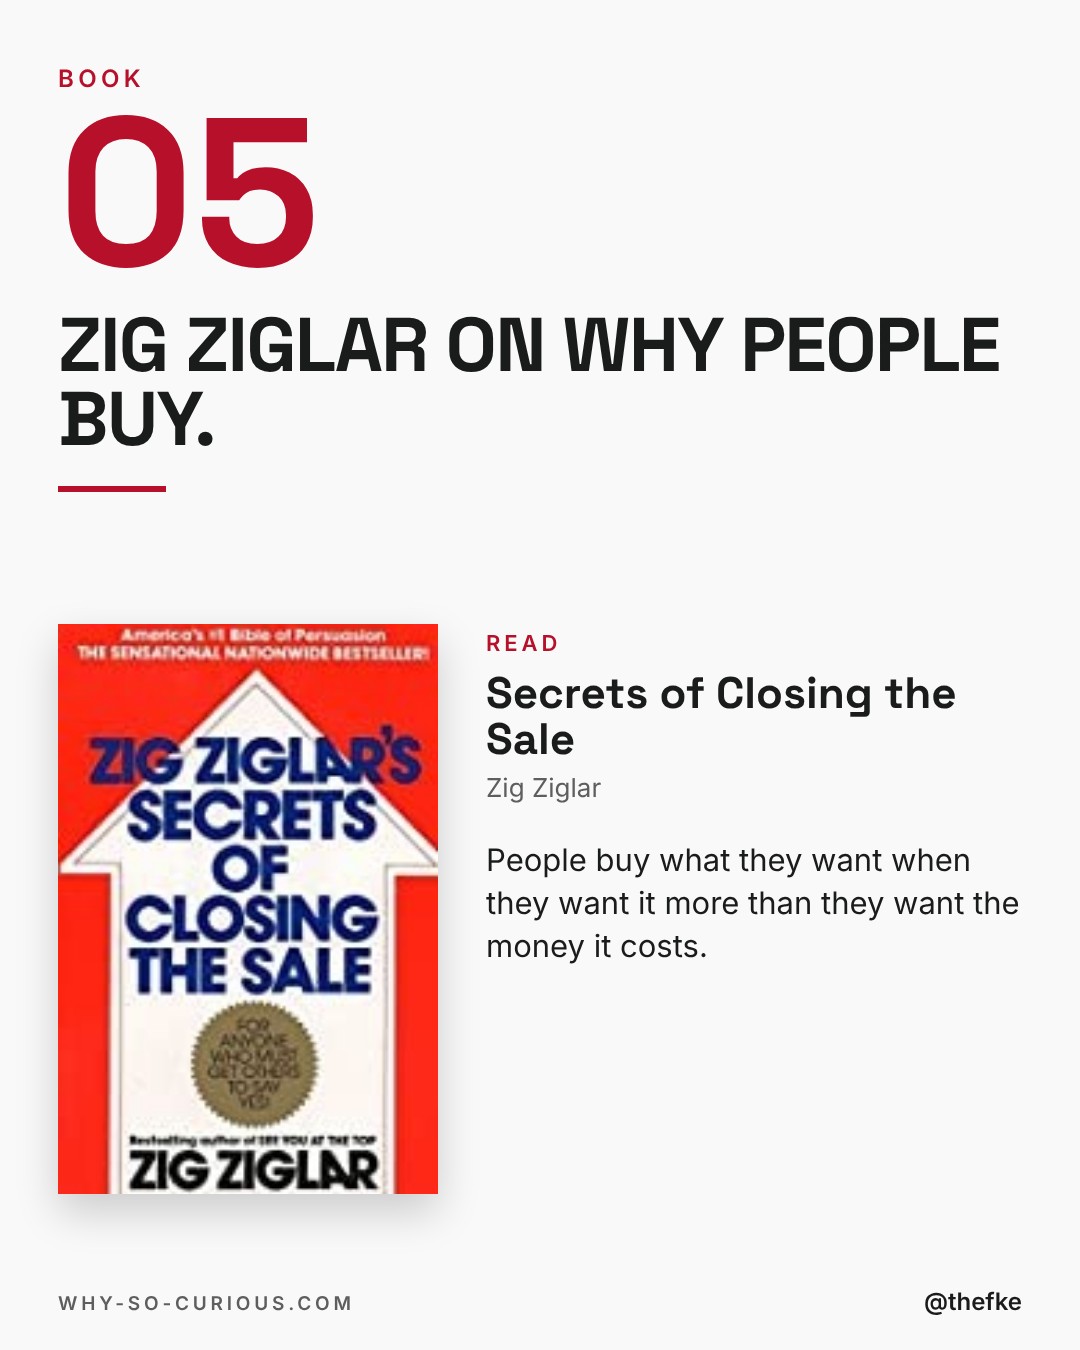 BOOK
05
ZIG ZIGLAR ON WHY PEOPLE
BUY.
America's #1 Bible of Persuasion
THE SENSATIONAL NATIONWIDE BESTSELLER!
ZIG ZIGLAR'S
SECRETS
OF
CLOSING
THE SALE
FOR
ANYONE
WHO MUST
GET OTHERS
TO SAY
YES!
Bestselling author of SEE YOU AT THE TOP
ZIG ZIGLAR
READ
Secrets of Closing the
Sale
Zig Ziglar
People buy what they want when
they want it more than they want the
money it costs.
WHY-SO-CURIOUS.COM
@thefke